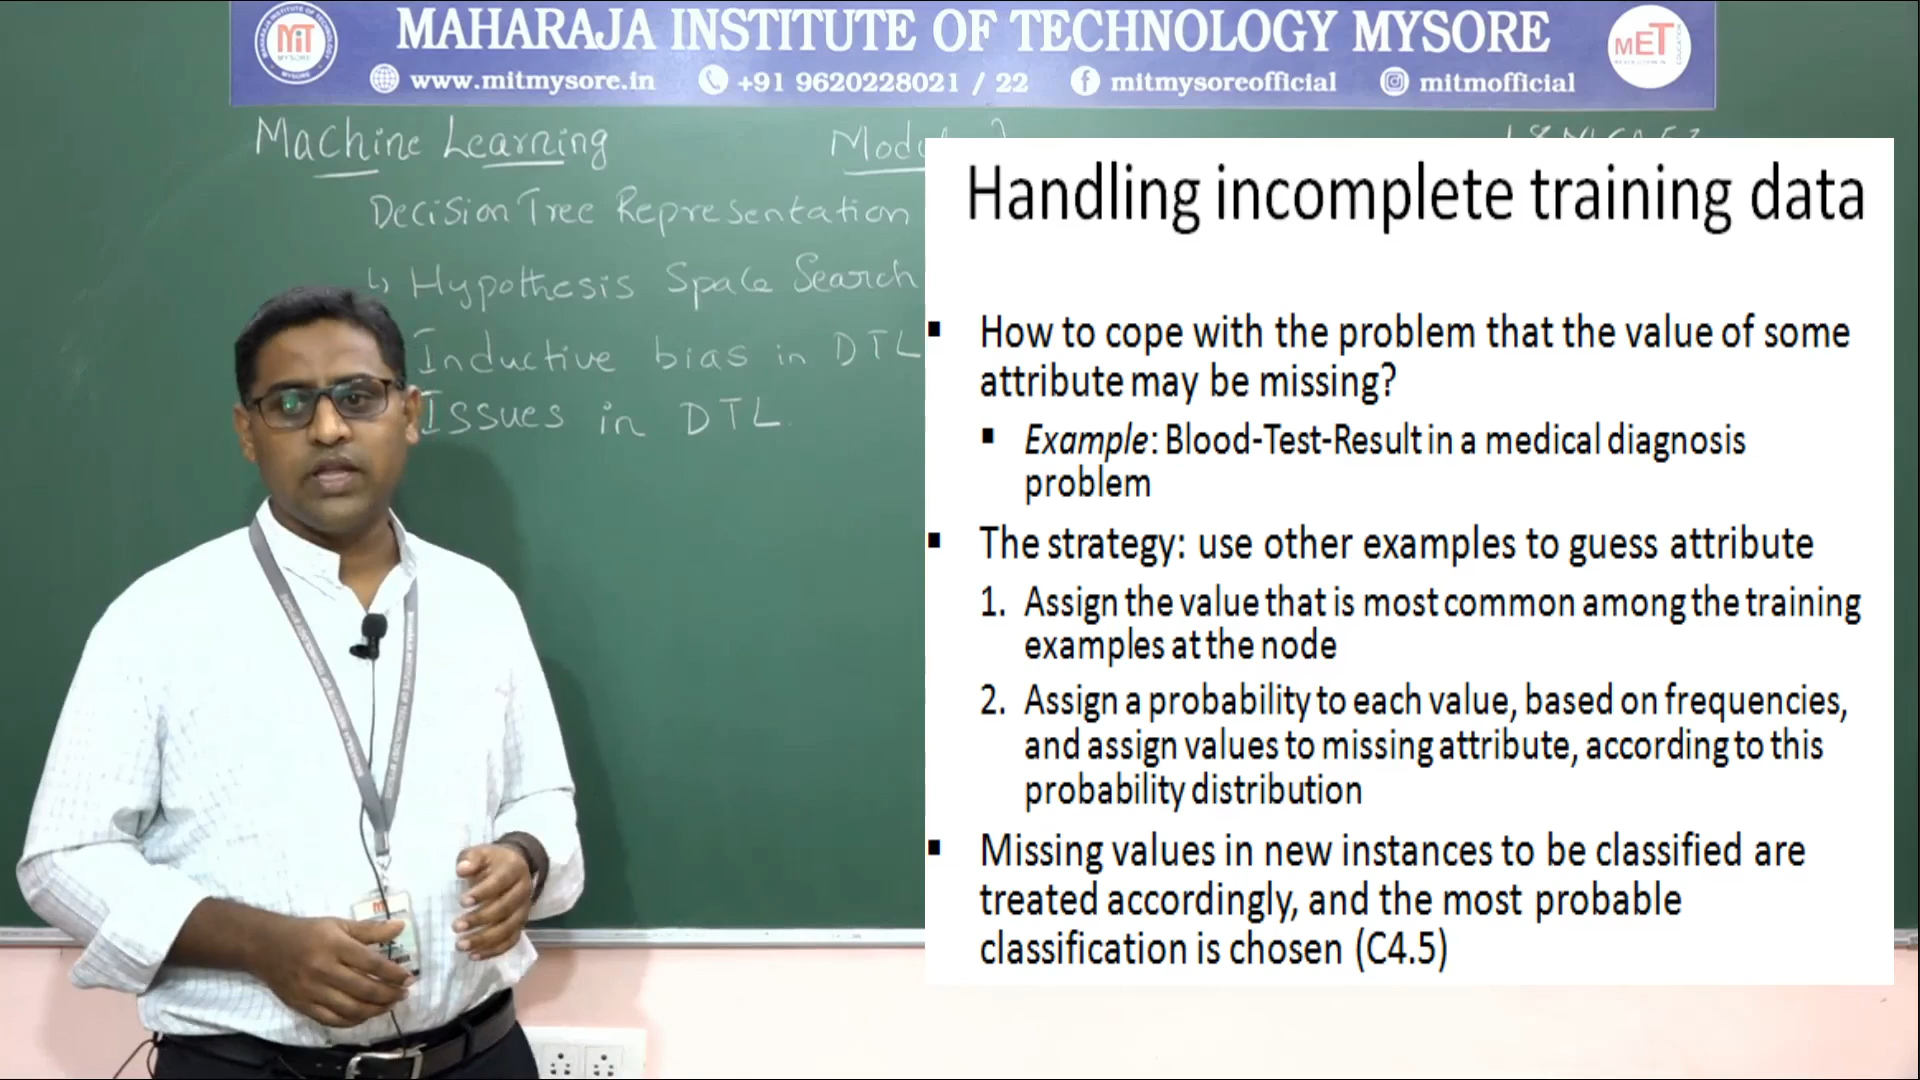 MAHARAJA INSTITUTE OF TECHNOLOGY MYSORE
MiT
MYSORE
MET
www.mitmysore.in +91 9620228021 / 22 mitmysoreofficial mitmofficial
Machine Learning
Decision Tree Representation
Hypothesis Space Search
Inductive bias in DTL
Issues in DTL
Handling incomplete training data
▪ How to cope with the problem that the value of some
attribute may be missing?
▪ Example: Blood-Test-Result in a medical diagnosis
problem
▪ The strategy: use other examples to guess attribute
1. Assign the value that is most common among the training
examples at the node
2. Assign a probability to each value, based on frequencies,
and assign values to missing attribute, according to this
probability distribution
▪ Missing values in new instances to be classified are
treated accordingly, and the most probable
classification is chosen (C4.5)